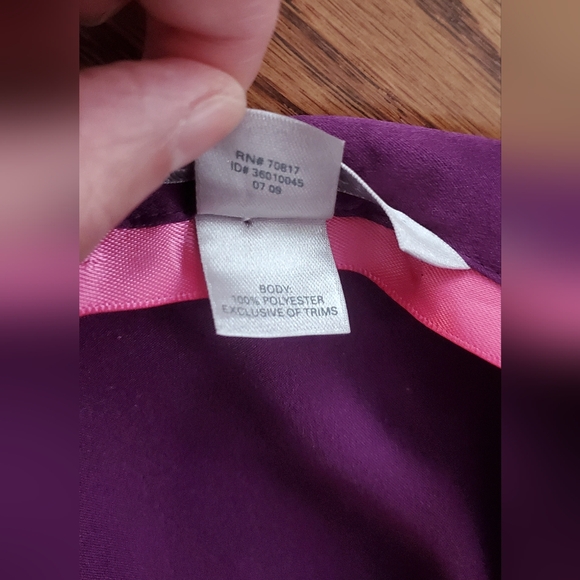 RN# 70817
ID# 36010045
07 09
BODY:
100% POLYESTER
EXCLUSIVE OF TRIMS